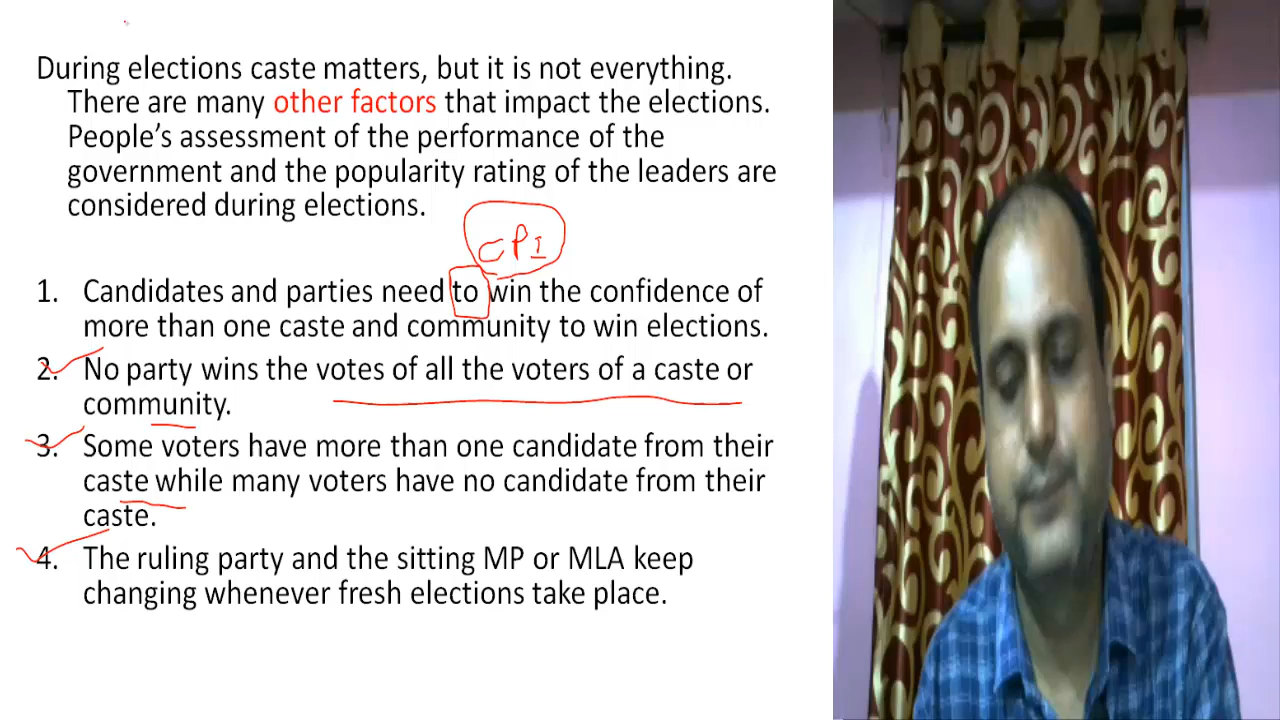 During elections caste matters, but it is not everything.
There are many other factors that impact the elections.
People's assessment of the performance of the
government and the popularity rating of the leaders are
considered during elections.
CPI
1. Candidates and parties need to win the confidence of
more than one caste and community to win elections.
2. No party wins the votes of all the voters of a caste or
community.
3. Some voters have more than one candidate from their
caste while many voters have no candidate from their
caste.
4. The ruling party and the sitting MP or MLA keep
changing whenever fresh elections take place.